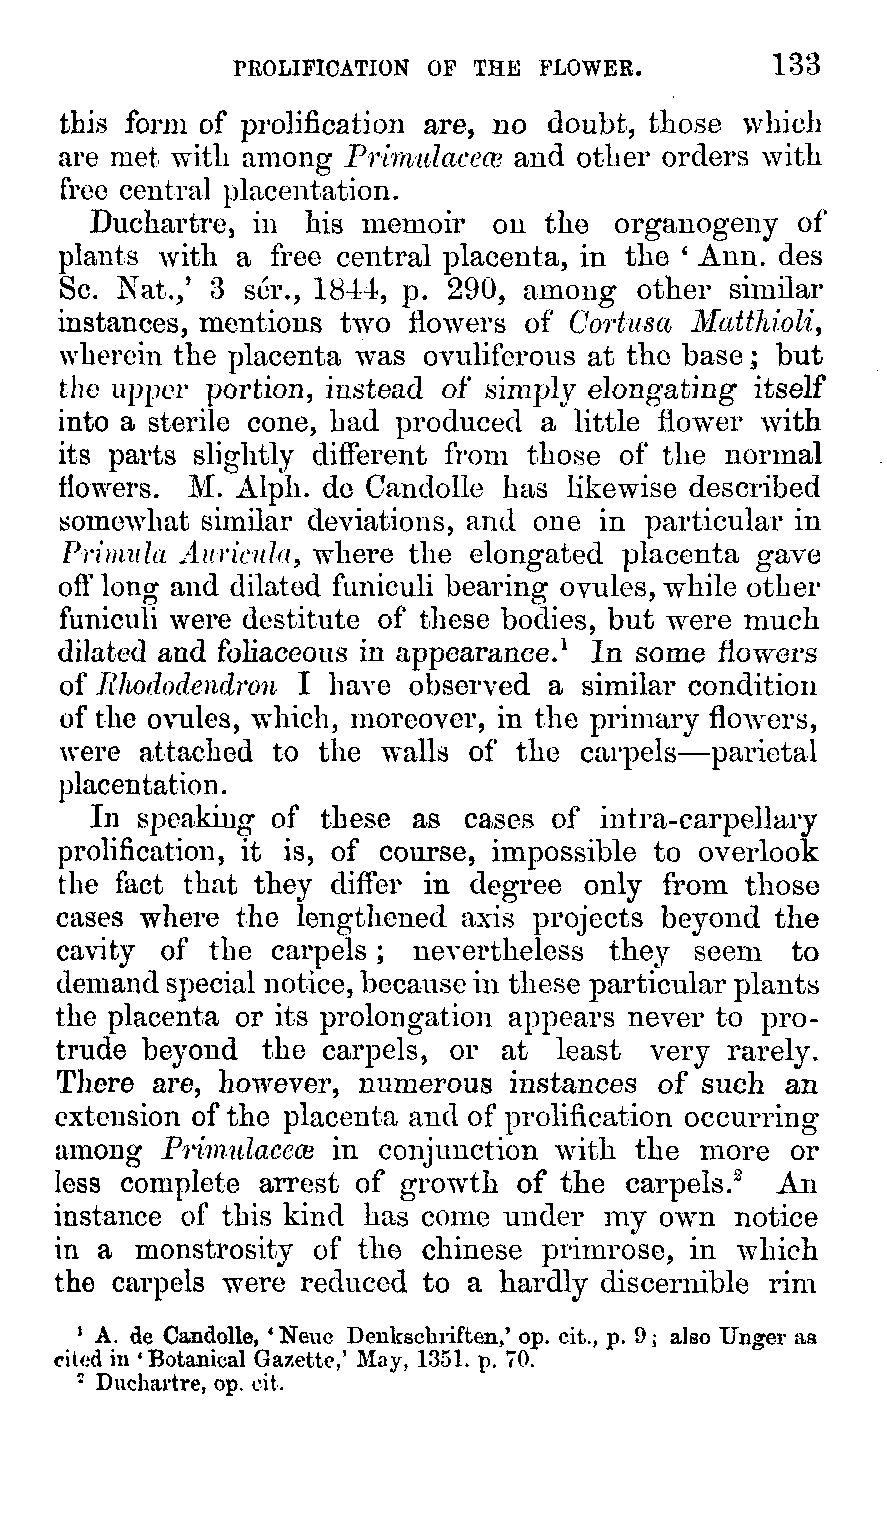 PROLIFICATION OF THE FLOWER. 133
this form of prolification are, no doubt, those which
are met with among Primulaceæ and other orders with
free central placentation.
Duchartre, in his memoir on the organogeny of
plants with a free central placenta, in the ‘ Ann. des
Sc. Nat.,’ 3 sér., 1844, p. 290, among other similar
instances, mentions two flowers of Cortusa Matthioli,
wherein the placenta was ovuliferous at the base; but
the upper portion, instead of simply elongating itself
into a sterile cone, had produced a little flower with
its parts slightly different from those of the normal
flowers. M. Alph. de Candolle has likewise described
somewhat similar deviations, and one in particular in
Primula Auricula, where the elongated placenta gave
off long and dilated funiculi bearing ovules, while other
funiculi were destitute of these bodies, but were much
dilated and foliaceous in appearance.¹ In some flowers
of Rhododendron I have observed a similar condition
of the ovules, which, moreover, in the primary flowers,
were attached to the walls of the carpels—parietal
placentation.
In speaking of these as cases of intra-carpellary
prolification, it is, of course, impossible to overlook
the fact that they differ in degree only from those
cases where the lengthened axis projects beyond the
cavity of the carpels; nevertheless they seem to
demand special notice, because in these particular plants
the placenta or its prolongation appears never to pro-
trude beyond the carpels, or at least very rarely.
There are, however, numerous instances of such an
extension of the placenta and of prolification occurring
among Primulaceæ in conjunction with the more or
less complete arrest of growth of the carpels.² An
instance of this kind has come under my own notice
in a monstrosity of the chinese primrose, in which
the carpels were reduced to a hardly discernible rim
¹ A. de Candolle, ‘Neue Denkschriften,’ op. cit., p. 9; also Unger as
cited in ‘Botanical Gazette,’ May, 1351. p. 70.
² Duchartre, op. cit.